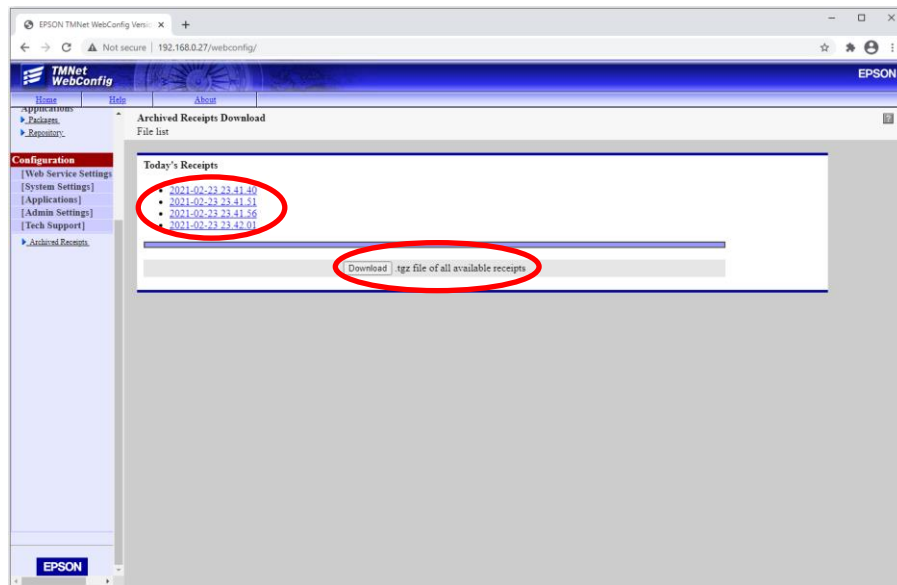 EPSON TMNet WebConfig Versic
Not secure | 192.168.0.27/webconfig/
TMNet
WebConfig
EPSON
Home Help About
Applications
Packages
Repository
Configuration
[Web Service Settings
[System Settings]
[Applications]
[Admin Settings]
[Tech Support]
Archived Receipts
Archived Receipts Download
File list
Today's Receipts
2021-02-23 23.41.40
2021-02-23 23.41.51
2021-02-23 23.41.56
2021-02-23 23.42.01
Download .tgz file of all available receipts
EPSON